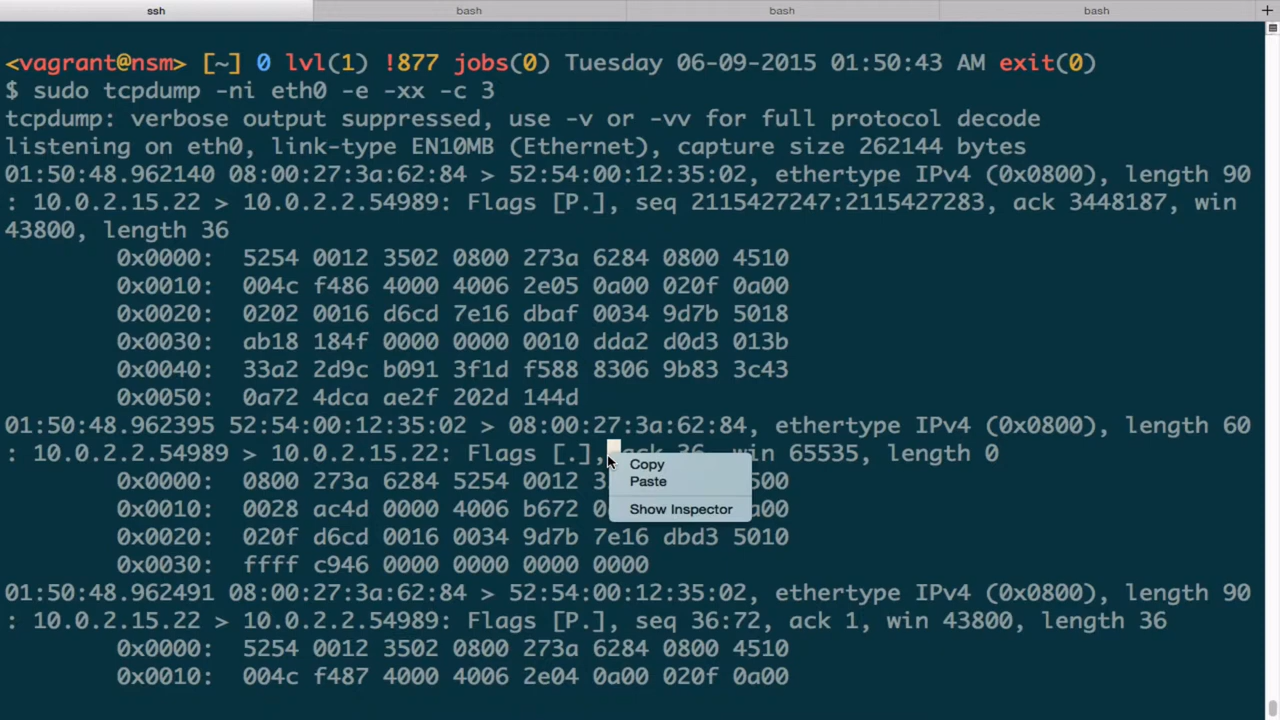 ssh bash bash bash +
<vagrant@nsm> [~] 0 lvl(1) !877 jobs(0) Tuesday 06-09-2015 01:50:43 AM exit(0)
$ sudo tcpdump -ni eth0 -e -xx -c 3
tcpdump: verbose output suppressed, use -v or -vv for full protocol decode
listening on eth0, link-type EN10MB (Ethernet), capture size 262144 bytes
01:50:48.962140 08:00:27:3a:62:84 > 52:54:00:12:35:02, ethertype IPv4 (0x0800), length 90
: 10.0.2.15.22 > 10.0.2.2.54989: Flags [P.], seq 2115427247:2115427283, ack 3448187, win
43800, length 36
0x0000: 5254 0012 3502 0800 273a 6284 0800 4510
0x0010: 004c f486 4000 4006 2e05 0a00 020f 0a00
0x0020: 0202 0016 d6cd 7e16 dbaf 0034 9d7b 5018
0x0030: ab18 184f 0000 0000 0010 dda2 d0d3 013b
0x0040: 33a2 2d9c b091 3f1d f588 8306 9b83 3c43
0x0050: 0a72 4dca ae2f 202d 144d
01:50:48.962395 52:54:00:12:35:02 > 08:00:27:3a:62:84, ethertype IPv4 (0x0800), length 60
: 10.0.2.2.54989 > 10.0.2.15.22: Flags [.], ack 36, win 65535, length 0
Copy
Paste
Show Inspector
0x0000: 0800 273a 6284 5254 0012 3 500
0x0010: 0028 ac4d 0000 4006 b672 0 a00
0x0020: 020f d6cd 0016 0034 9d7b 7e16 dbd3 5010
0x0030: ffff c946 0000 0000 0000 0000
01:50:48.962491 08:00:27:3a:62:84 > 52:54:00:12:35:02, ethertype IPv4 (0x0800), length 90
: 10.0.2.15.22 > 10.0.2.2.54989: Flags [P.], seq 36:72, ack 1, win 43800, length 36
0x0000: 5254 0012 3502 0800 273a 6284 0800 4510
0x0010: 004c f487 4000 4006 2e04 0a00 020f 0a00